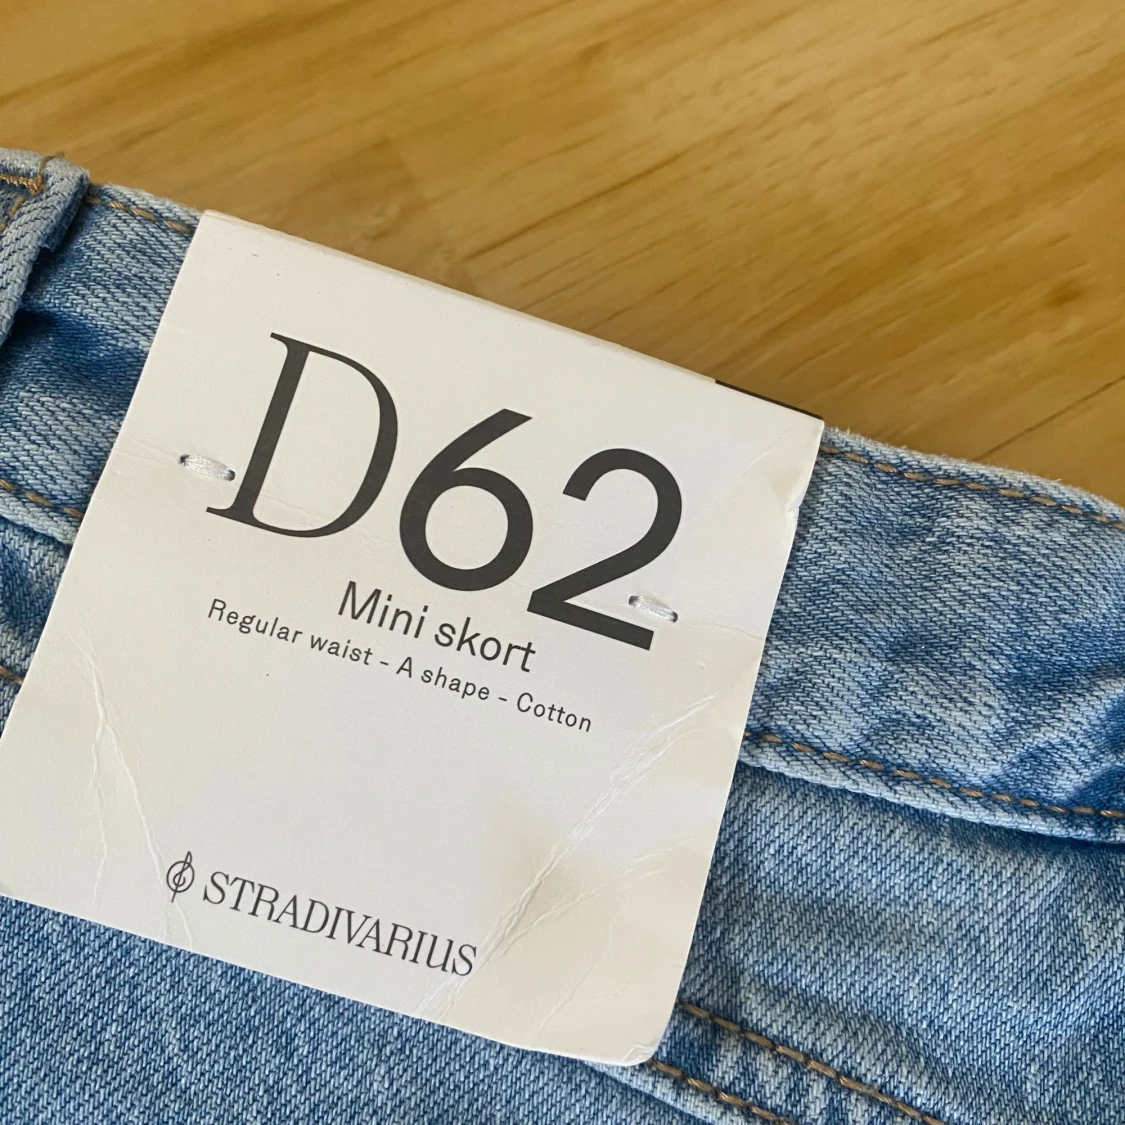 D62
Mini skort
Regular waist - A shape - Cotton
STRADIVARIUS